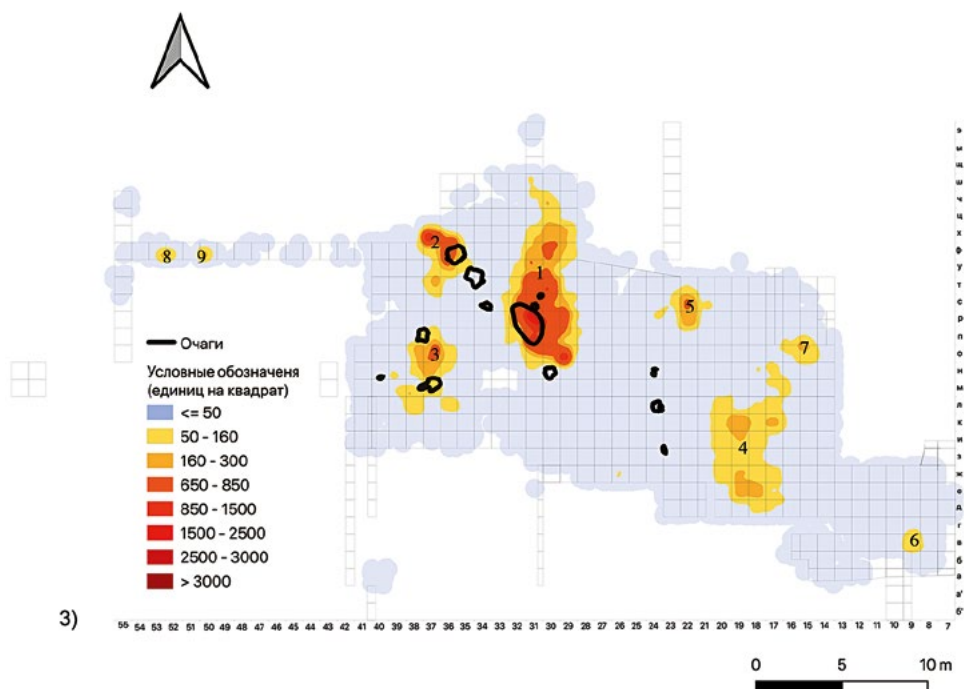 э
ы
щ
ш
ч
ц
х
2
ф
8
9
у
1
т
с
5
р
п
7
3
о
Очаги
н
Условные обозначеня
(единиц на квадрат)
м
<= 50
л
50 - 160
к
160 - 300
4
и
650 - 850
з
850 - 1500
ж
1500 - 2500
е
2500 - 3000
д
> 3000
г
6
в
б
а
а'
б'
3)
55 54 53 52 51 50 49 48 47 46 45 44 43 42 41 40 39 38 37 36 35 34 33 32 31 30 29 28 27 26 25 24 23 22 21 20 19 18 17 16 15 14 13 12 11 10 9 8 7
0 5 10 m